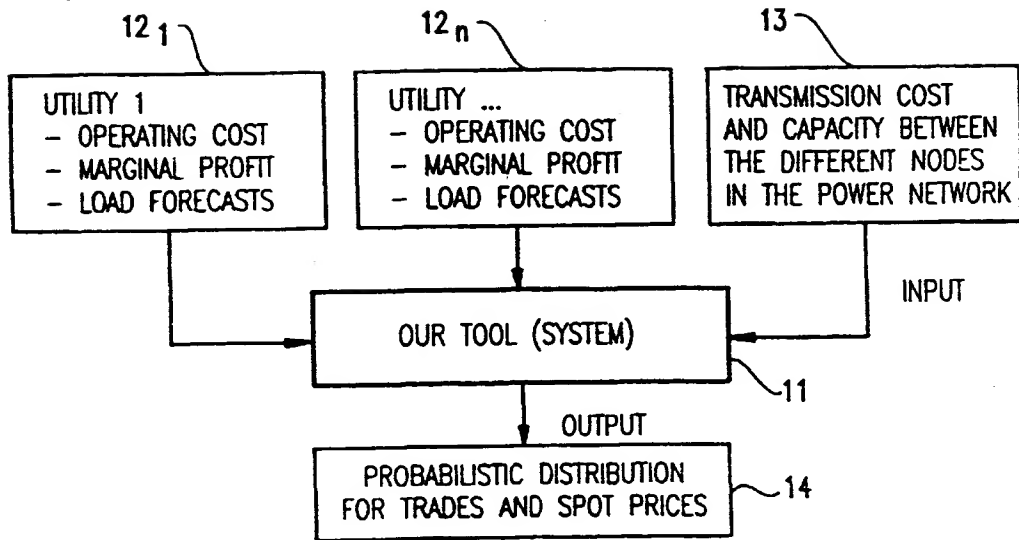 12 1
UTILITY 1
- OPERATING COST
- MARGINAL PROFIT
- LOAD FORECASTS
12 n
UTILITY ...
- OPERATING COST
- MARGINAL PROFIT
- LOAD FORECASTS
13
TRANSMISSION COST
AND CAPACITY BETWEEN
THE DIFFERENT NODES
IN THE POWER NETWORK
INPUT
OUR TOOL (SYSTEM)
11
OUTPUT
PROBABILISTIC DISTRIBUTION
FOR TRADES AND SPOT PRICES
14